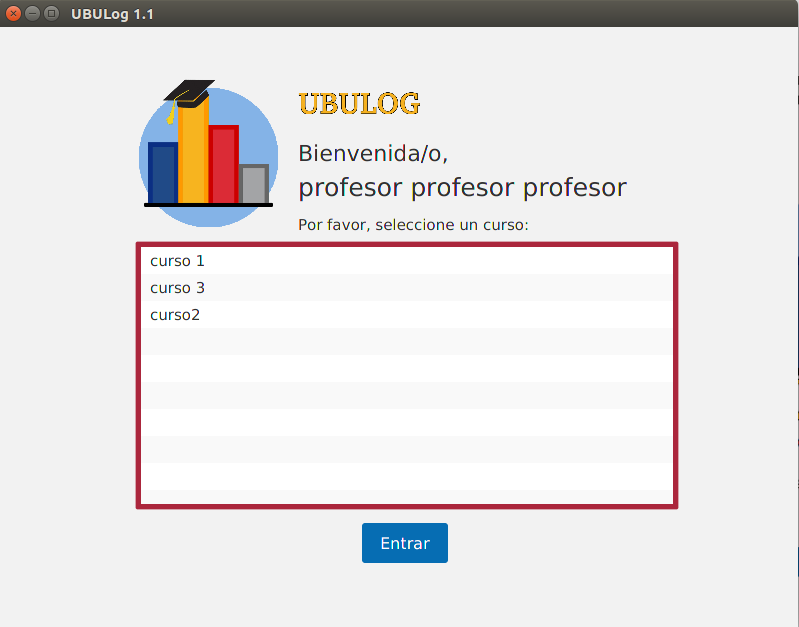 UBULog 1.1
UBULOG
Bienvenida/o,
profesor profesor profesor
Por favor, seleccione un curso:
curso 1
curso 3
curso2
Entrar